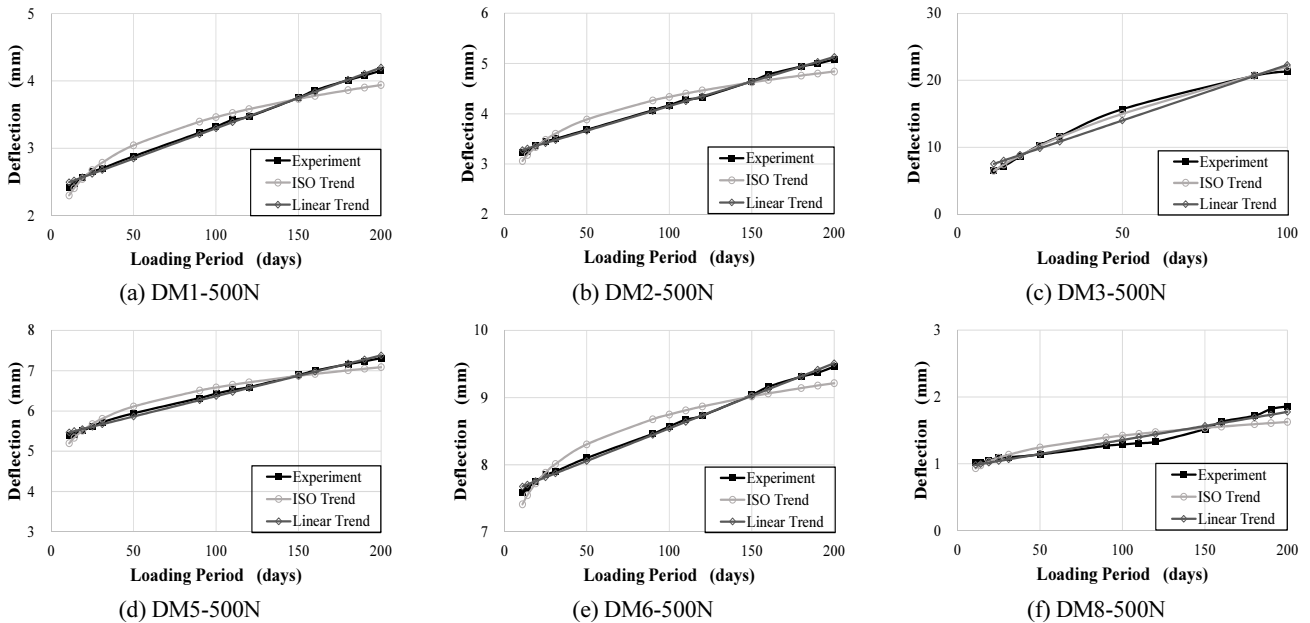 5
4
3
2
0
50
100
150
200
Deflection (mm)
Loading Period (days)
Experiment
ISO Trend
Linear Trend
(a) DM1-500N
6
5
4
3
2
0
50
100
150
200
Deflection (mm)
Loading Period (days)
Experiment
ISO Trend
Linear Trend
(b) DM2-500N
30
20
10
0
0
50
100
Deflection (mm)
Loading Period (days)
Experiment
ISO Trend
Linear Trend
(c) DM3-500N
8
7
6
5
4
3
0
50
100
150
200
Deflection (mm)
Loading Period (days)
Experiment
ISO Trend
Linear Trend
(d) DM5-500N
10
9
8
7
0
50
100
150
200
Deflection (mm)
Loading Period (days)
Experiment
ISO Trend
Linear Trend
(e) DM6-500N
3
2
1
0
0
50
100
150
200
Deflection (mm)
Loading Period (days)
Experiment
ISO Trend
Linear Trend
(f) DM8-500N